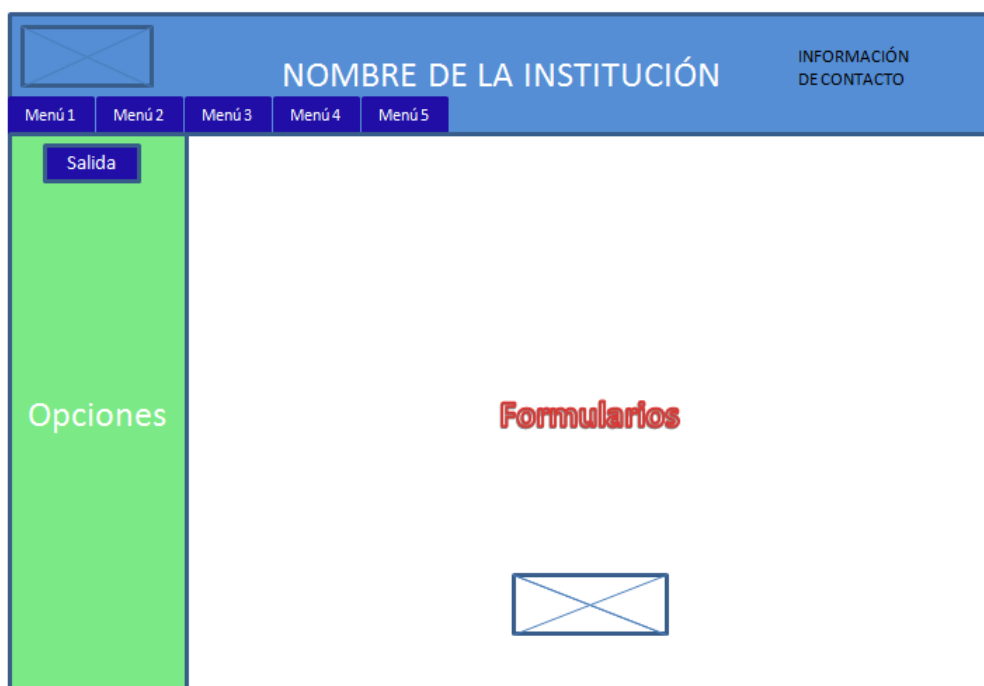 NOMBRE DE LA INSTITUCIÓN
INFORMACIÓN
DE CONTACTO
Menú 1
Menú 2
Menú 3
Menú 4
Menú 5
Salida
Opciones
Formularios